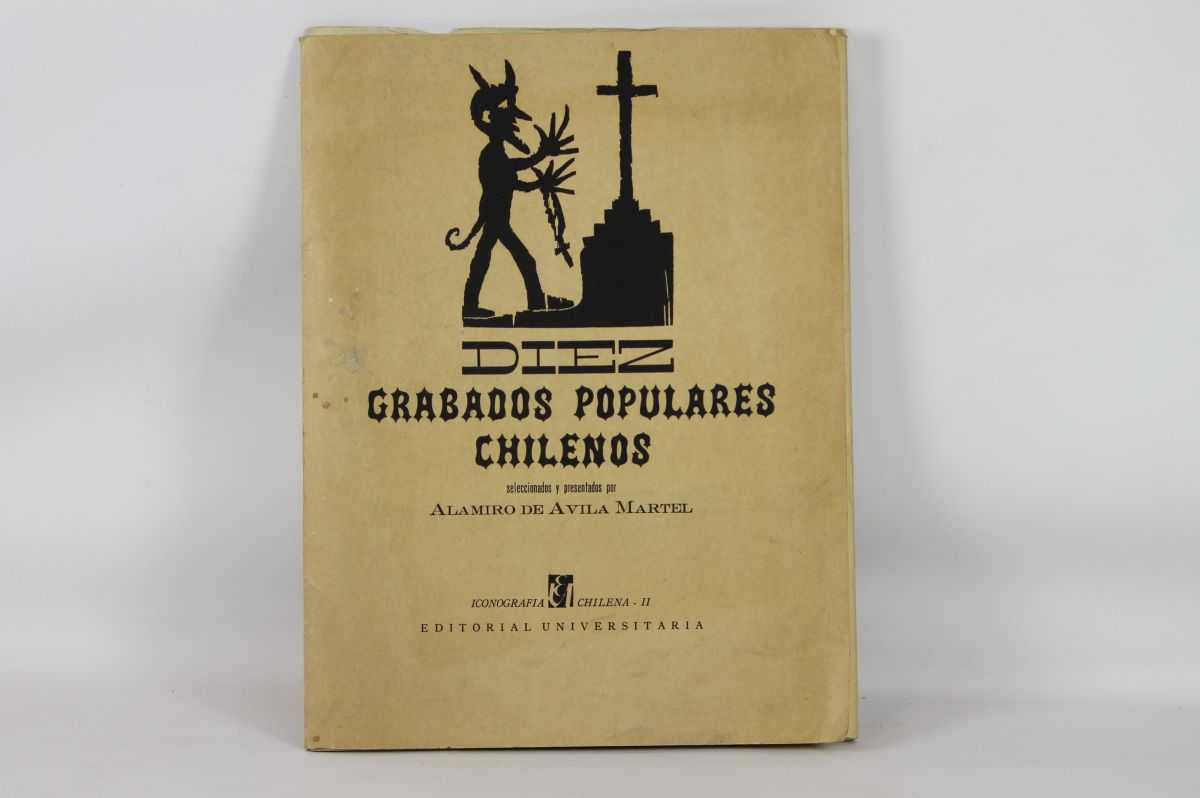 DIEZ
GRABADOS POPULARES
CHILENOS
seleccionados y presentados por
ALAMIRO DE AVILA MARTEL
ICONOGRAFIA CHILENA - II
EDITORIAL UNIVERSITARIA